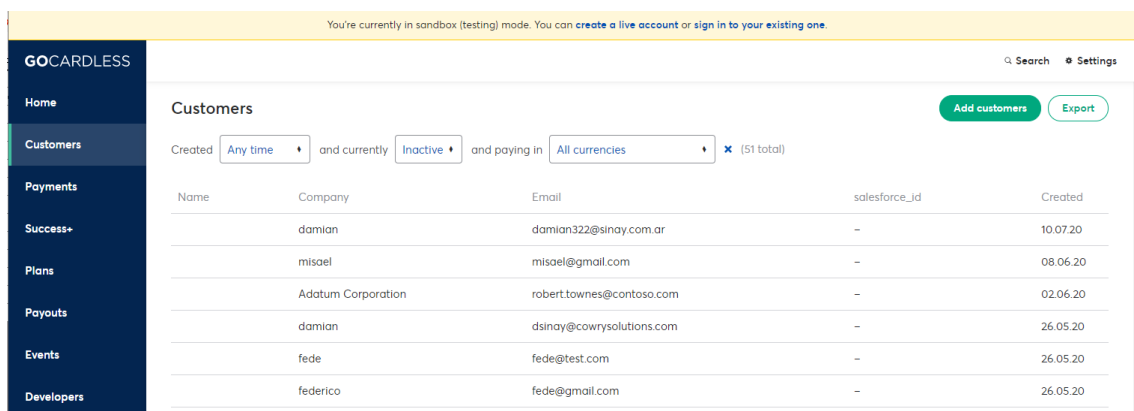 You're currently in sandbox (testing) mode. You can create a live account or sign in to your existing one.
GOCARDLESS
Search Settings
Home
Customers
Payments
Success+
Plans
Payouts
Events
Developers
Customers
Add customers Export
Created Any time and currently Inactive and paying in All currencies × (51 total)
Name Company Email salesforce_id Created
damian damian322@sinay.com.ar – 10.07.20
misael misael@gmail.com – 08.06.20
Adatum Corporation robert.townes@contoso.com – 02.06.20
damian dsinay@cowrysolutions.com – 26.05.20
fede fede@test.com – 26.05.20
federico fede@gmail.com – 26.05.20